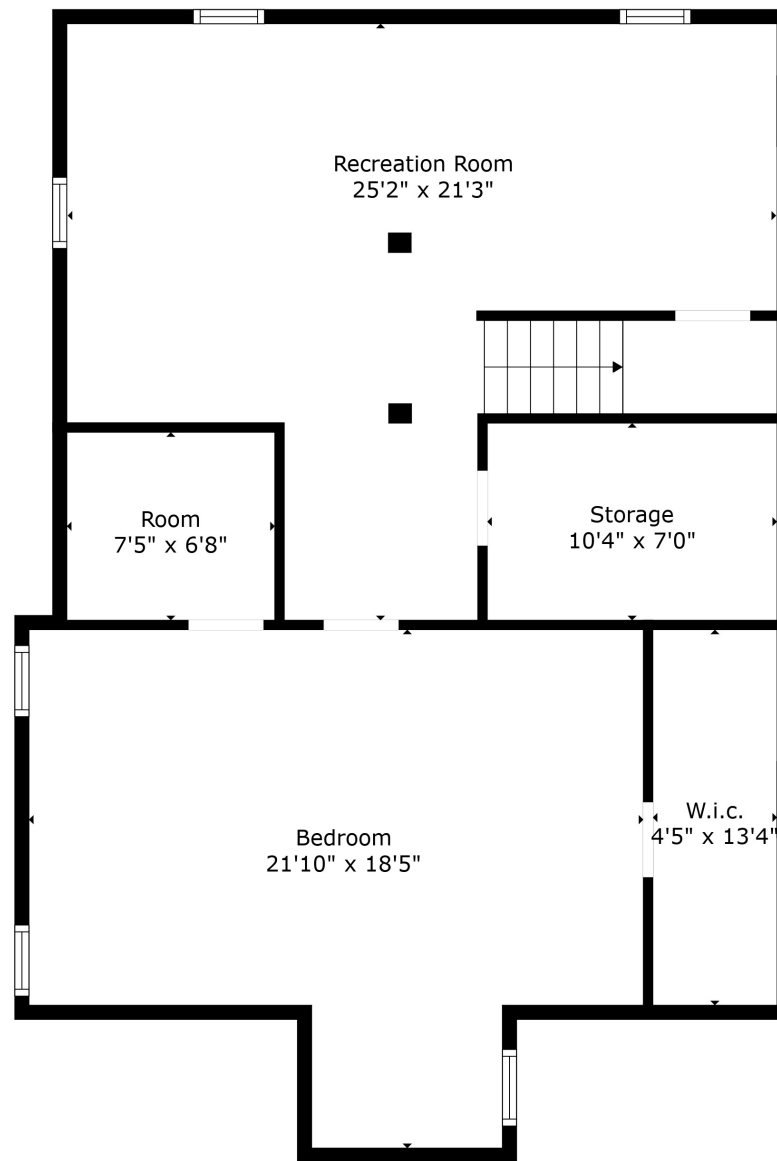 Recreation Room
25'2" x 21'3"
Room
7'5" x 6'8"
Storage
10'4" x 7'0"
Bedroom
21'10" x 18'5"
W.i.c.
4'5" x 13'4"